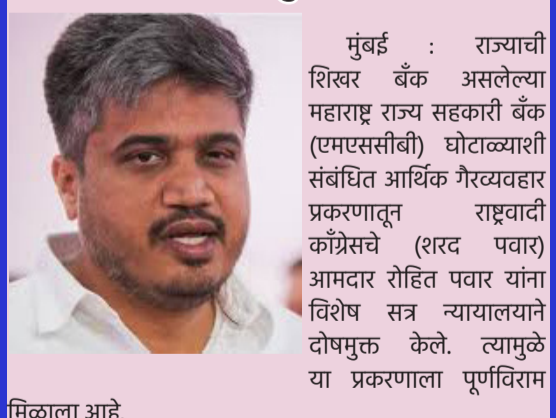 मुंबई : राज्याची
शिखर बँक असलेल्या
महाराष्ट्र राज्य सहकारी बँक
(एमएससीबी) घोटाळ्याशी
संबंधित आर्थिक गैरव्यवहार
प्रकरणातून राष्ट्रवादी
काँग्रेसचे (शरद पवार)
आमदार रोहित पवार यांना
विशेष सत्र न्यायालयाने
दोषमुक्त केले. त्यामुळे
या प्रकरणाला पूर्णविराम
मिळाला आहे